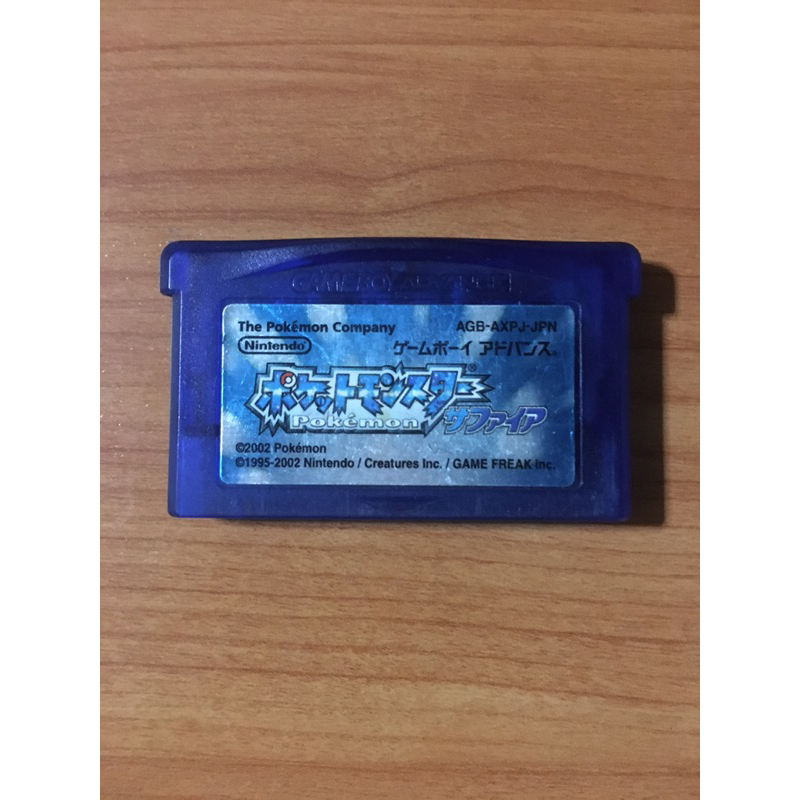 GAME BOY ADVANCE
The Pokémon Company AGB-AXPJ-JPN
Nintendo® ゲームボーイ アドバンス®
ポケットモンスター®
Pokémon サファイア
©2002 Pokémon
©1995-2002 Nintendo / Creatures Inc. / GAME FREAK inc.